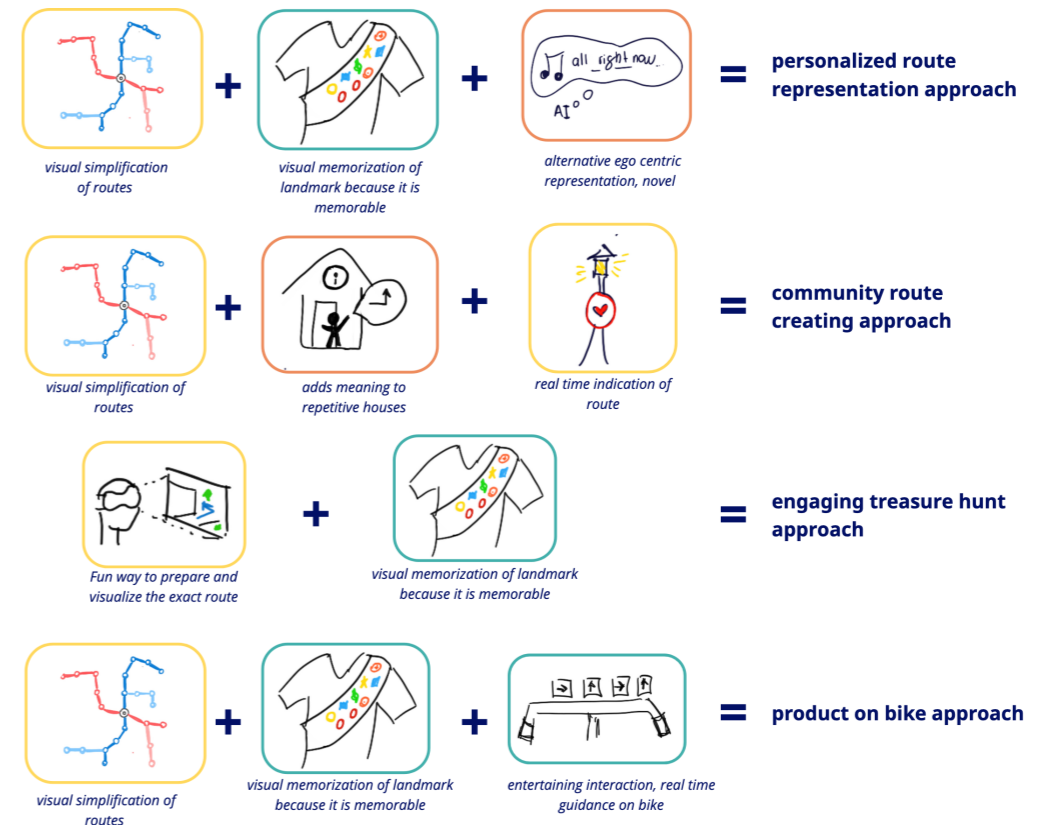 all right now...
AI
+
+
=
personalized route
representation approach
visual simplification
of routes
visual memorization of
landmark because it is
memorable
alternative ego centric
representation, novel
+
+
=
community route
creating approach
visual simplification of
routes
adds meaning to
repetitive houses
real time indication of
route
+
=
engaging treasure hunt
approach
Fun way to prepare and
visualize the exact route
visual memorization of landmark
because it is memorable
+
+
=
product on bike approach
visual simplification of
routes
visual memorization of landmark
because it is memorable
entertaining interaction, real time
guidance on bike